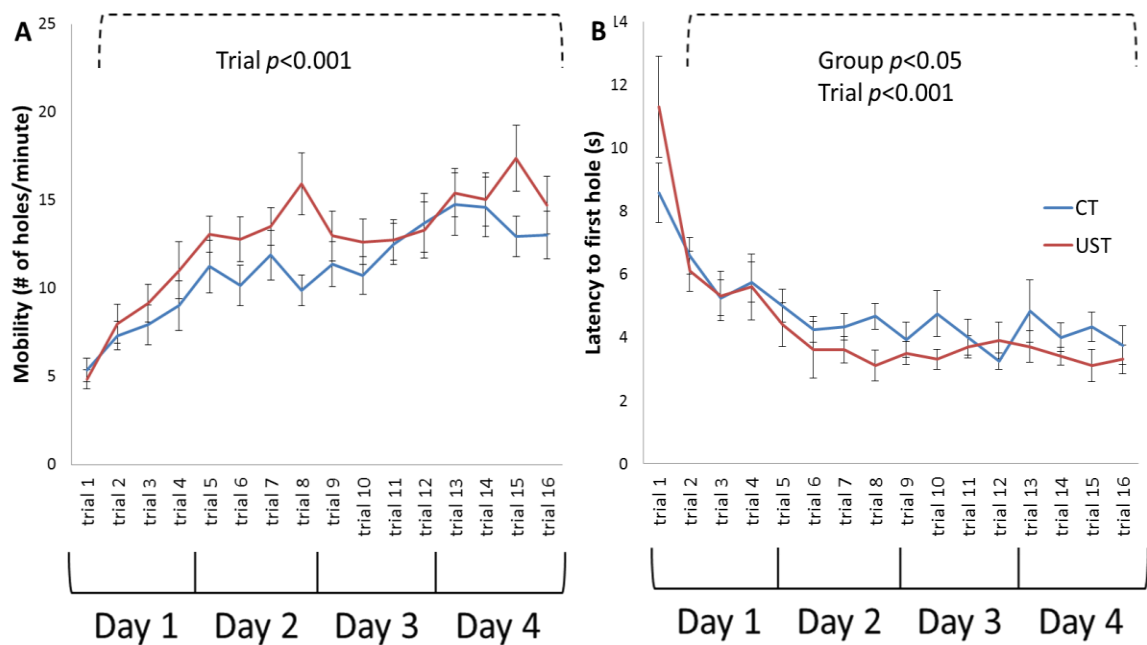 A
Trial p<0.001
Mobility (# of holes/minute)
25
20
15
10
5
0
trial 1
trial 2
trial 3
trial 4
trial 5
trial 6
trial 7
trial 8
trial 9
trial 10
trial 11
trial 12
trial 13
trial 14
trial 15
trial 16
Day 1
Day 2
Day 3
Day 4
B
Group p<0.05
Trial p<0.001
Latency to first hole (s)
14
12
10
8
6
4
2
0
CT
UST
trial 1
trial 2
trial 3
trial 4
trial 5
trial 6
trial 7
trial 8
trial 9
trial 10
trial 11
trial 12
trial 13
trial 14
trial 15
trial 16
Day 1
Day 2
Day 3
Day 4